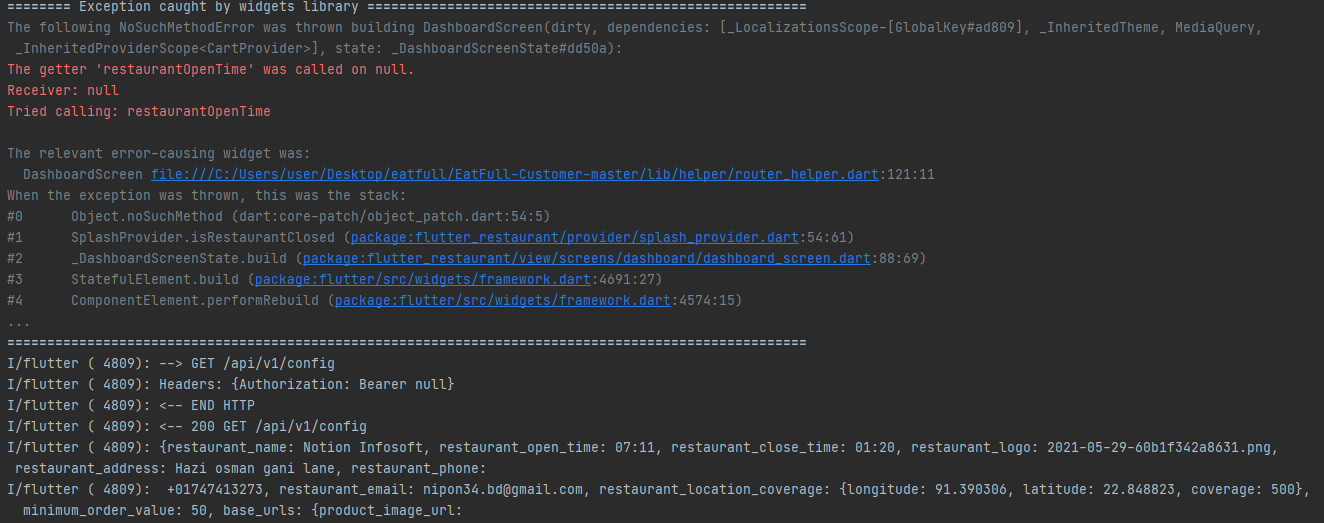 ======== Exception caught by widgets library =======================================================
The following NoSuchMethodError was thrown building DashboardScreen(dirty, dependencies: [_LocalizationsScope-[GlobalKey#ad809], _InheritedTheme, MediaQuery,
_InheritedProviderScope<CartProvider>], state: _DashboardScreenState#dd50a):
The getter 'restaurantOpenTime' was called on null.
Receiver: null
Tried calling: restaurantOpenTime
The relevant error-causing widget was:
DashboardScreen file:///C:/Users/user/Desktop/eatfull/EatFull-Customer-master/lib/helper/router_helper.dart:121:11
When the exception was thrown, this was the stack:
#0      Object.noSuchMethod (dart:core-patch/object_patch.dart:54:5)
#1      SplashProvider.isRestaurantClosed (package:flutter_restaurant/provider/splash_provider.dart:54:61)
#2      _DashboardScreenState.build (package:flutter_restaurant/view/screens/dashboard/dashboard_screen.dart:88:69)
#3      StatefulElement.build (package:flutter/src/widgets/framework.dart:4691:27)
#4      ComponentElement.performRebuild (package:flutter/src/widgets/framework.dart:4574:15)
...
====================================================================================================
I/flutter ( 4809): --> GET /api/v1/config
I/flutter ( 4809): Headers: {Authorization: Bearer null}
I/flutter ( 4809): <-- END HTTP
I/flutter ( 4809): <-- 200 GET /api/v1/config
I/flutter ( 4809): {restaurant_name: Notion Infosoft, restaurant_open_time: 07:11, restaurant_close_time: 01:20, restaurant_logo: 2021-05-29-60b1f342a8631.png,
restaurant_address: Hazi osman gani lane, restaurant_phone:
I/flutter ( 4809):  +01747413273, restaurant_email: nipon34.bd@gmail.com, restaurant_location_coverage: {longitude: 91.390306, latitude: 22.848823, coverage: 500},
minimum_order_value: 50, base_urls: {product_image_url: